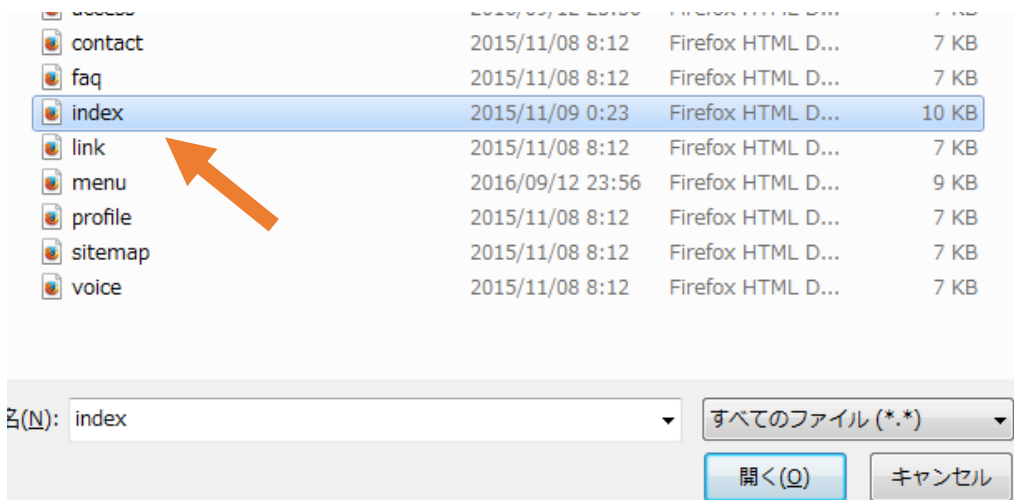 contact 2015/11/08 8:12 Firefox HTML D... 7 KB
faq 2015/11/08 8:12 Firefox HTML D... 7 KB
index 2015/11/09 0:23 Firefox HTML D... 10 KB
link 2015/11/08 8:12 Firefox HTML D... 7 KB
menu 2016/09/12 23:56 Firefox HTML D... 9 KB
profile 2015/11/08 8:12 Firefox HTML D... 7 KB
sitemap 2015/11/08 8:12 Firefox HTML D... 7 KB
voice 2015/11/08 8:12 Firefox HTML D... 7 KB
名(N): index すべてのファイル (*.*)
開く(O) キャンセル